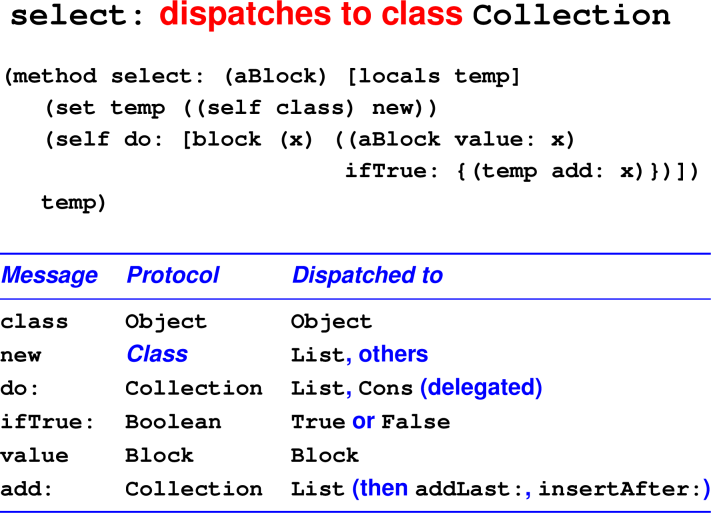 select: dispatches to class Collection
(method select: (aBlock) [locals temp]
(set temp ((self class) new))
(self do: [block (x) ((aBlock value: x)
ifTrue: {(temp add: x)})])
temp)
Message Protocol Dispatched to
class Object Object
new Class List, others
do: Collection List, Cons (delegated)
ifTrue: Boolean True or False
value Block Block
add: Collection List (then addLast:, insertAfter:)